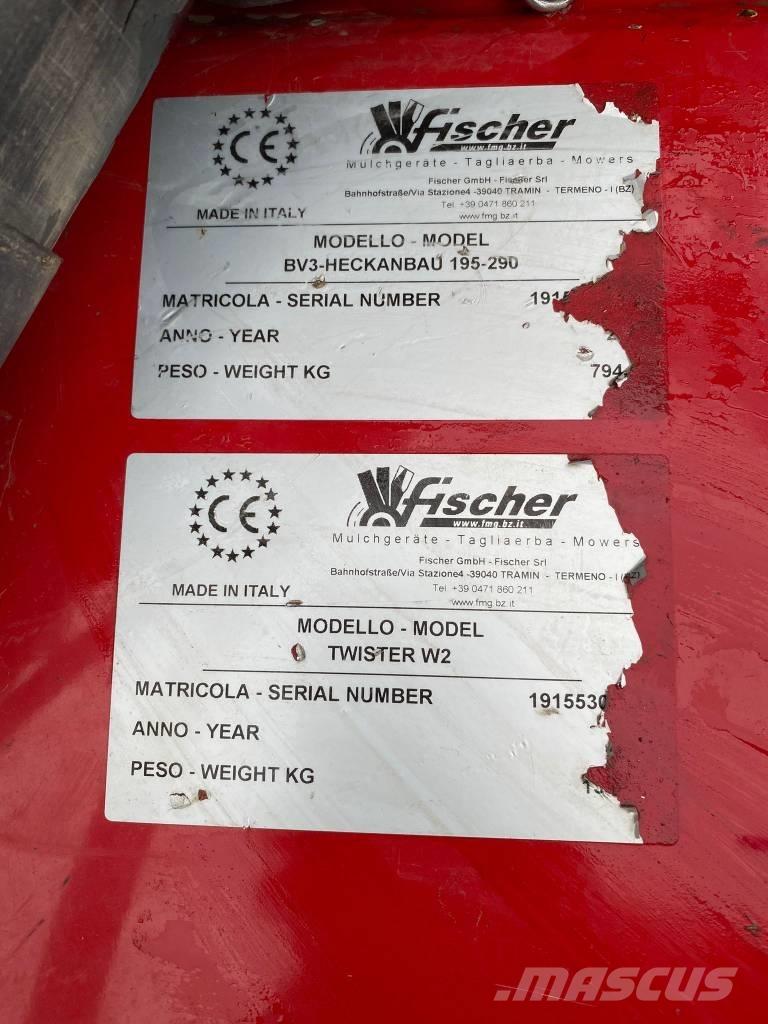 CE
Fischer
www.fmg.bz.it
Mulchgeräte - Tagliaerba - Mowers
Fischer GmbH - Fischer Srl
Bahnhofstraße/Via Stazione4 -39040 TRAMIN - TERMENO - I (BZ)
Tel. +39 0471 860 211
www.fmg.bz.it
MADE IN ITALY
MODELLO - MODEL
BV3-HECKANBAU 195-290
MATRICOLA - SERIAL NUMBER 191
ANNO - YEAR
PESO - WEIGHT KG 794
CE
Fischer
www.fmg.bz.it
Mulchgeräte - Tagliaerba - Mowers
Fischer GmbH - Fischer Srl
Bahnhofstraße/Via Stazione4 -39040 TRAMIN - TERMENO - I (BZ)
Tel. +39 0471 860 211
www.fmg.bz.it
MADE IN ITALY
MODELLO - MODEL
TWISTER W2
MATRICOLA - SERIAL NUMBER 1915530
ANNO - YEAR
PESO - WEIGHT KG
MASCUS